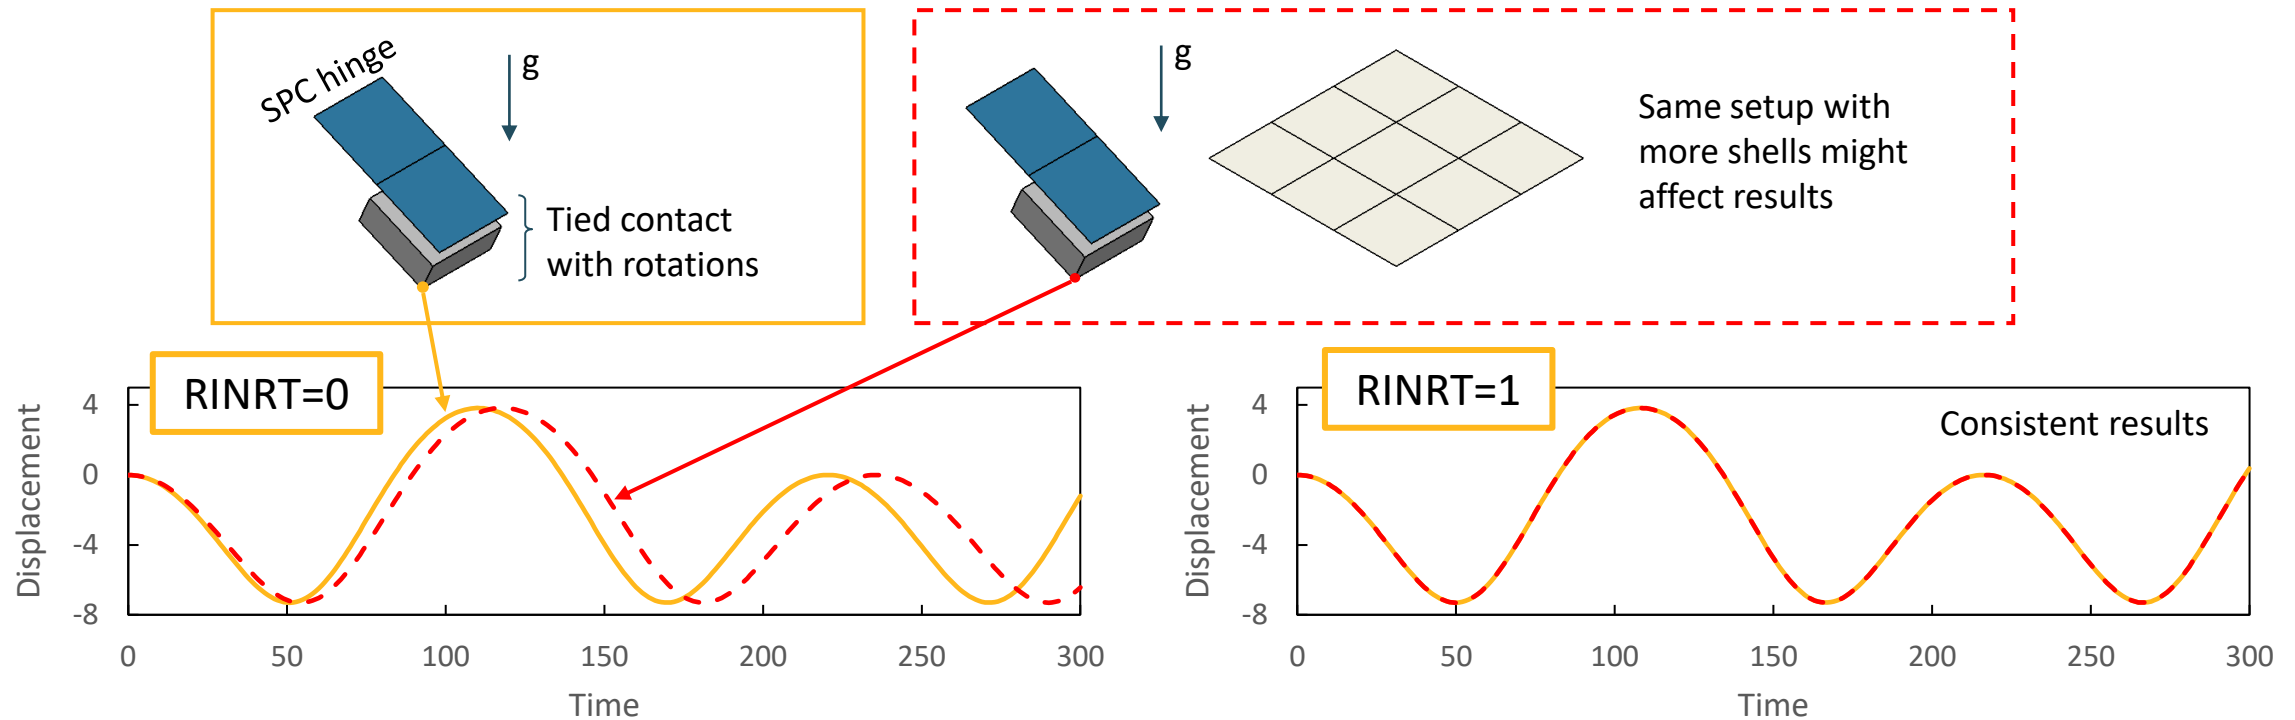 SPC hinge
g
Tied contact
with rotations
g
Same setup with
more shells might
affect results
RINRT=0
Displacement
4
0
-4
-8
0 50 100 150 200 250 300
Time
RINRT=1
Consistent results
Displacement
4
0
-4
-8
0 50 100 150 200 250 300
Time